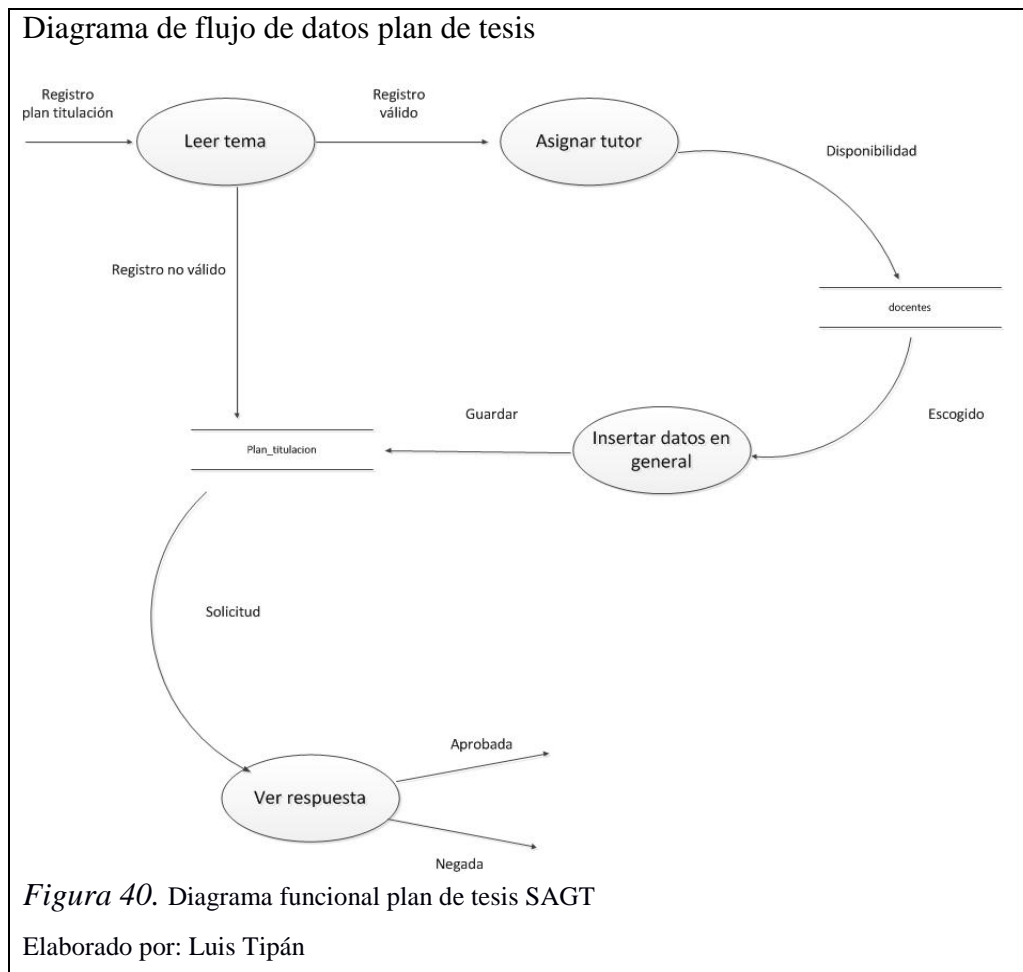 Diagrama de flujo de datos plan de tesis
Registro
plan titulación
Registro
válido
Leer tema
Asignar tutor
Disponibilidad
Registro no válido
docentes
Guardar
Escogido
Insertar datos en
general
Plan_titulacion
Solicitud
Aprobada
Ver respuesta
Negada
Figura 40. Diagrama funcional plan de tesis SAGT
Elaborado por: Luis Tipán